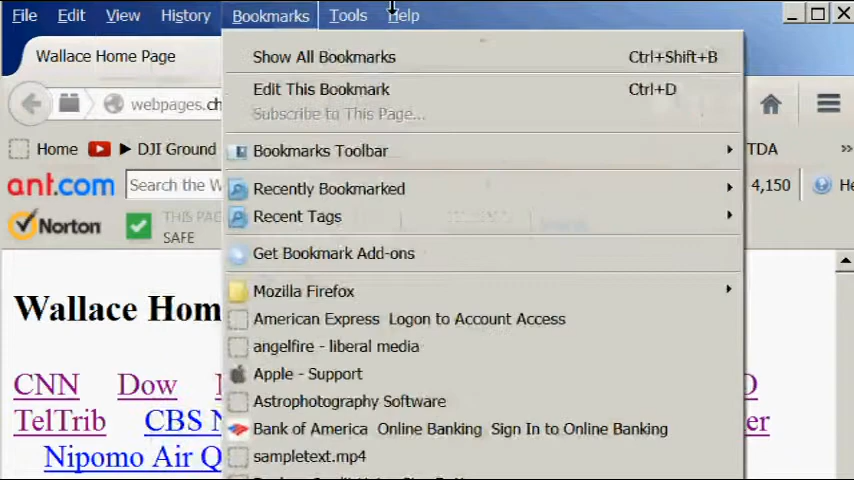 File Edit View History Bookmarks Tools Help
Wallace Home Page
Show All Bookmarks Ctrl+Shift+B
Edit This Bookmark Ctrl+D
webpages.ch
Subscribe to This Page...
Home ▶ DJI Ground
Bookmarks Toolbar
TDA »
ant.com Search the W
Recently Bookmarked
4,150 He
Recent Tags
Norton
THIS PAG
SAFE
Get Bookmark Add-ons
Mozilla Firefox
Wallace Hom
American Express Logon to Account Access
angelfire - liberal media
CNN Dow
Apple - Support
Astrophotography Software
TelTrib CBS N
Bank of America Online Banking Sign In to Online Banking
er
Nipomo Air Q
sampletext.mp4